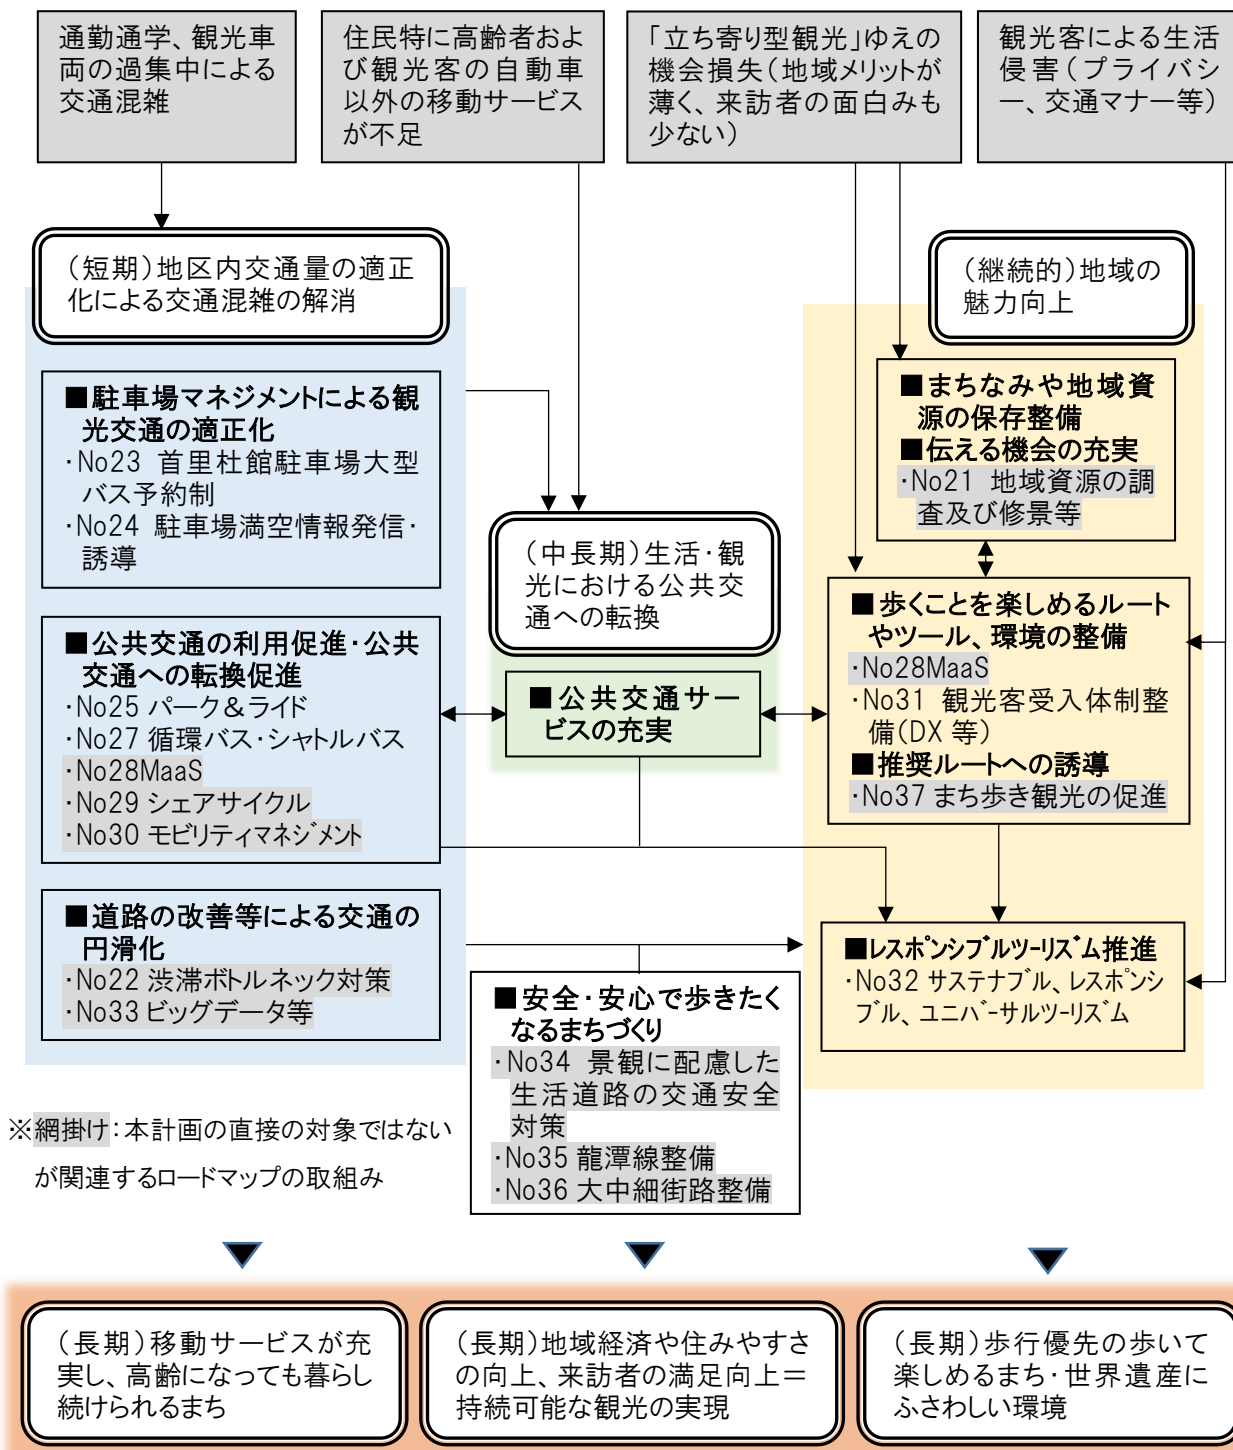 通勤通学、観光車
両の過集中による
交通混雑
住民特に高齢者およ
び観光客の自動車
以外の移動サービス
が不足
「立ち寄り型観光」ゆえの
機会損失(地域メリットが
薄く、来訪者の面白みも
少ない)
観光客による生活
侵害(プライバシ
ー、交通マナー等)
(短期)地区内交通量の適正
化による交通混雑の解消
■駐車場マネジメントによる観
光交通の適正化
・No23 首里杜館駐車場大型
バス予約制
・No24 駐車場満空情報発信・
誘導
■公共交通の利用促進・公共
交通への転換促進
・No25 パーク&ライド
・No27 循環バス・シャトルバス
・No28MaaS
・No29 シェアサイクル
・No30 モビリティマネジメント
■道路の改善等による交通の
円滑化
・No22 渋滞ボトルネック対策
・No33 ビッグデータ等
(中長期)生活・観
光における公共交
通への転換
■公共交通サー
ビスの充実
■安全・安心で歩きたく
なるまちづくり
・No34 景観に配慮した
生活道路の交通安全
対策
・No35 龍潭線整備
・No36 大中細街路整備
(継続的)地域の
魅力向上
■まちなみや地域資
源の保存整備
■伝える機会の充実
・No21 地域資源の調
査及び修景等
■歩くことを楽しめるルート
やツール、環境の整備
・No28MaaS
・No31 観光客受入体制整
備(DX 等)
■推奨ルートへの誘導
・No37 まち歩き観光の促進
■レスポンシブルツーリズム推進
・No32 サステナブル、レスポンシ
ブル、ユニバーサルツーリズム
※網掛け:本計画の直接の対象ではない
が関連するロードマップの取組み
(長期)移動サービスが充
実し、高齢になっても暮らし
続けられるまち
(長期)地域経済や住みやすさ
の向上、来訪者の満足向上=
持続可能な観光の実現
(長期)歩行優先の歩いて
楽しめるまち・世界遺産に
ふさわしい環境